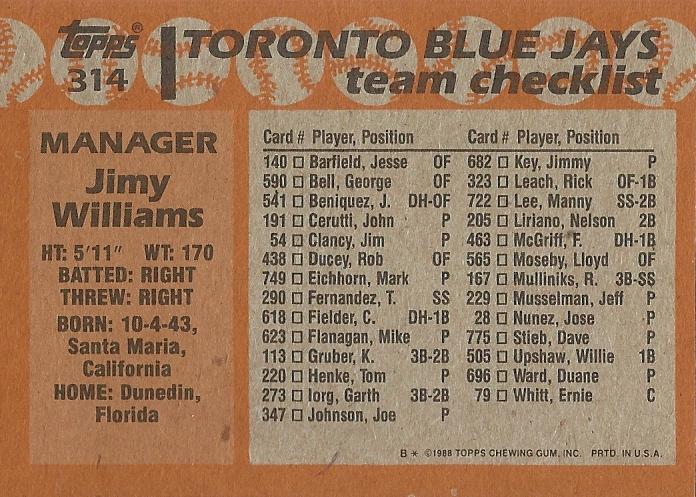 topps®
314
TORONTO BLUE JAYS
team checklist
MANAGER
Jimy
Williams
HT: 5'11" WT: 170
BATTED: RIGHT
THREW: RIGHT
BORN: 10-4-43,
Santa Maria,
California
HOME: Dunedin,
Florida
Card # Player, Position
140 □ Barfield, Jesse OF
590 □ Bell, George OF
541 □ Beniquez, J. DH-OF
191 □ Cerutti, John P
54 □ Clancy, Jim P
438 □ Ducey, Rob OF
749 □ Eichhorn, Mark P
290 □ Fernandez, T. SS
618 □ Fielder, C. DH-1B
623 □ Flanagan, Mike P
113 □ Gruber, K. 3B-2B
220 □ Henke, Tom P
273 □ Iorg, Garth 3B-2B
347 □ Johnson, Joe P
Card # Player, Position
682 □ Key, Jimmy P
323 □ Leach, Rick OF-1B
722 □ Lee, Manny SS-2B
205 □ Liriano, Nelson 2B
463 □ McGriff, F. DH-1B
565 □ Moseby, Lloyd OF
167 □ Mulliniks, R. 3B-SS
229 □ Musselman, Jeff P
28 □ Nunez, Jose P
775 □ Stieb, Dave P
505 □ Upshaw, Willie 1B
696 □ Ward, Duane P
79 □ Whitt, Ernie C
B * ©1988 TOPPS CHEWING GUM, INC. PRTD. IN U.S.A.